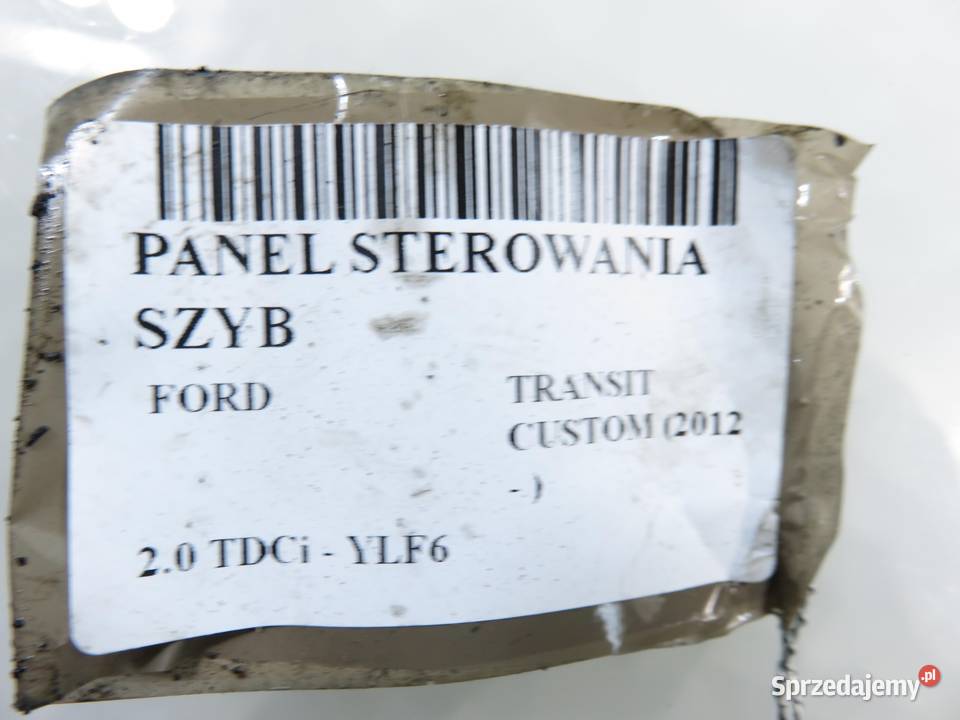 PANEL STEROWANIA
SZYB
FORD
TRANSIT
CUSTOM (2012
- )
2.0 TDCi - YLF6
Sprzedajemy.pl